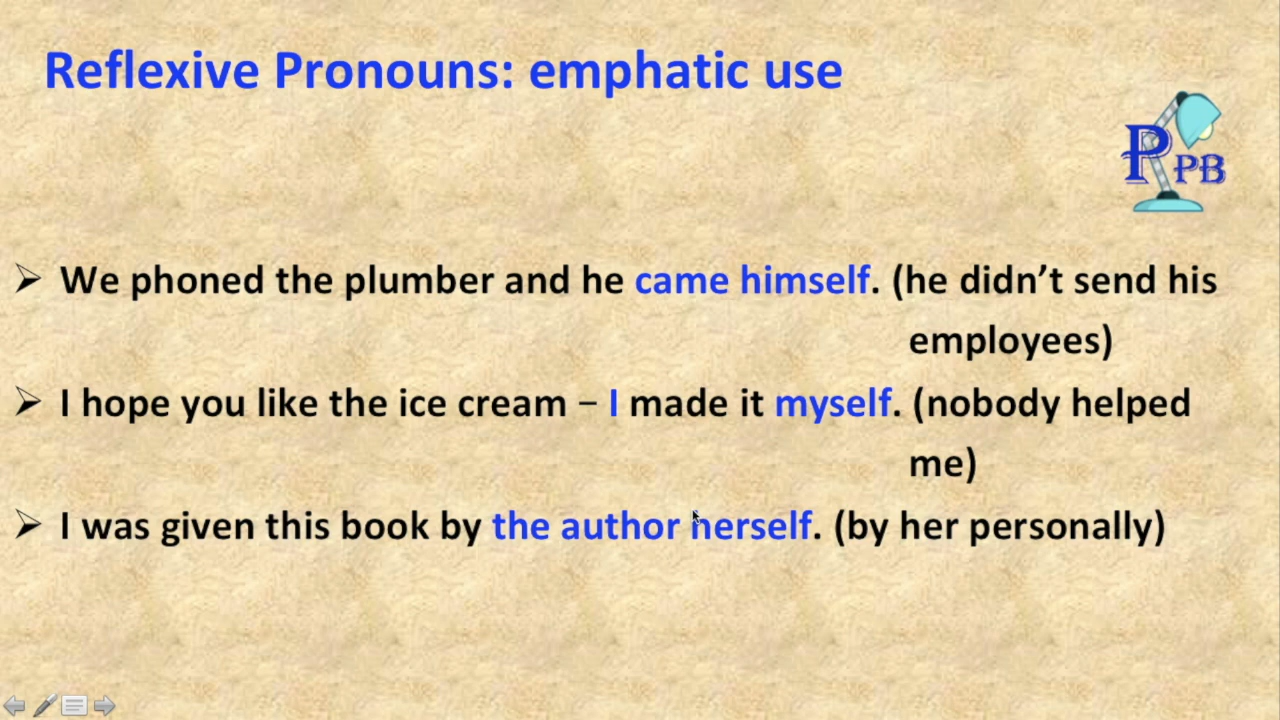 Reflexive Pronouns: emphatic use
P PB
➢ We phoned the plumber and he came himself. (he didn’t send his
employees)
➢ I hope you like the ice cream – I made it myself. (nobody helped
me)
➢ I was given this book by the author herself. (by her personally)